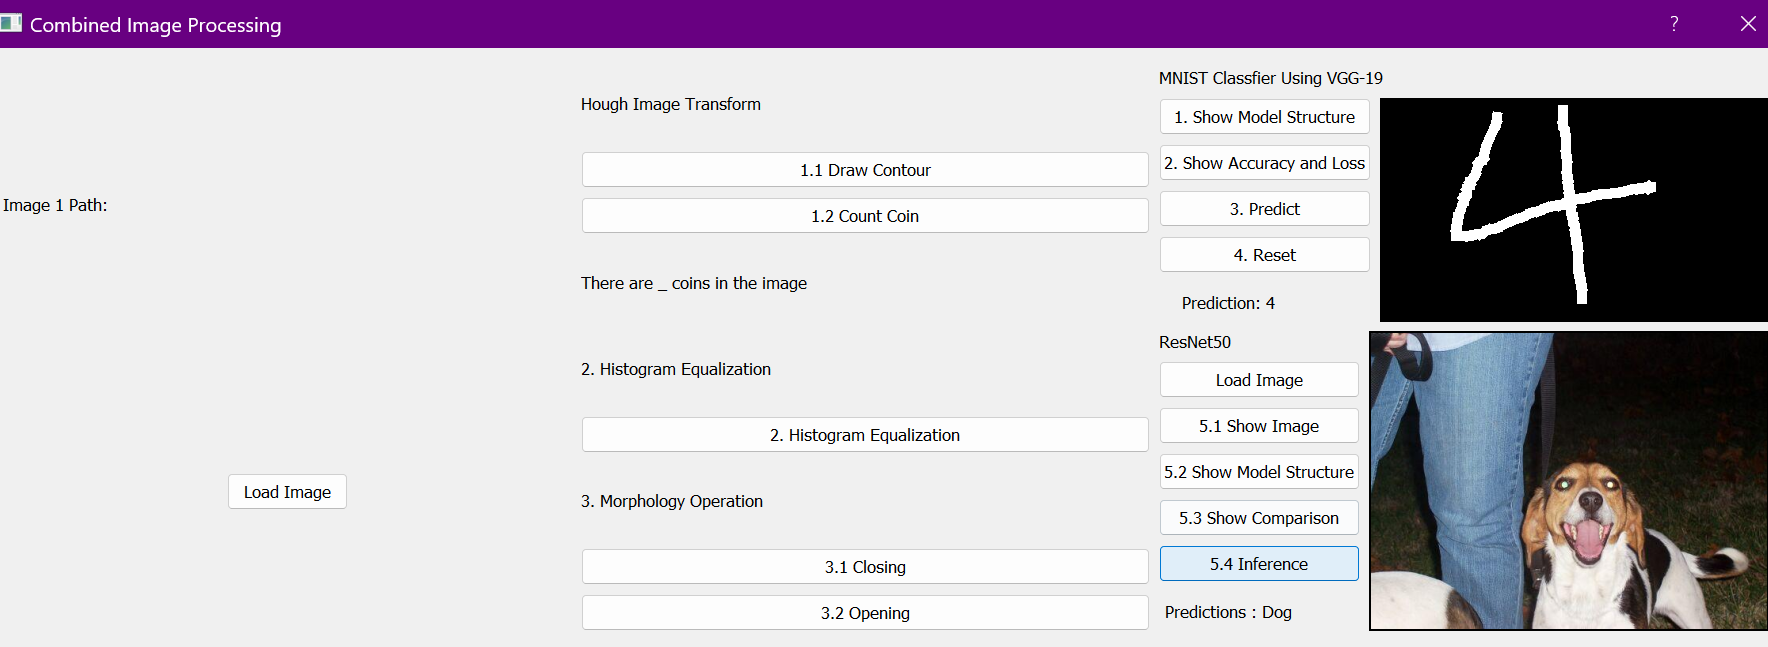 Combined Image Processing
?
Image 1 Path:
Load Image
Hough Image Transform
1.1 Draw Contour
1.2 Count Coin
There are _ coins in the image
2. Histogram Equalization
2. Histogram Equalization
3. Morphology Operation
3.1 Closing
3.2 Opening
MNIST Classfier Using VGG-19
1. Show Model Structure
2. Show Accuracy and Loss
3. Predict
4. Reset
Prediction: 4
4
ResNet50
Load Image
5.1 Show Image
5.2 Show Model Structure
5.3 Show Comparison
5.4 Inference
Predictions : Dog